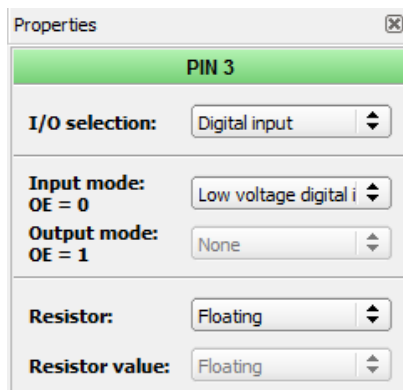 Properties
PIN 3
I/O selection: Digital input
Input mode: Low voltage digital i
OE = 0
Output mode: None
OE = 1
Resistor: Floating
Resistor value: Floating